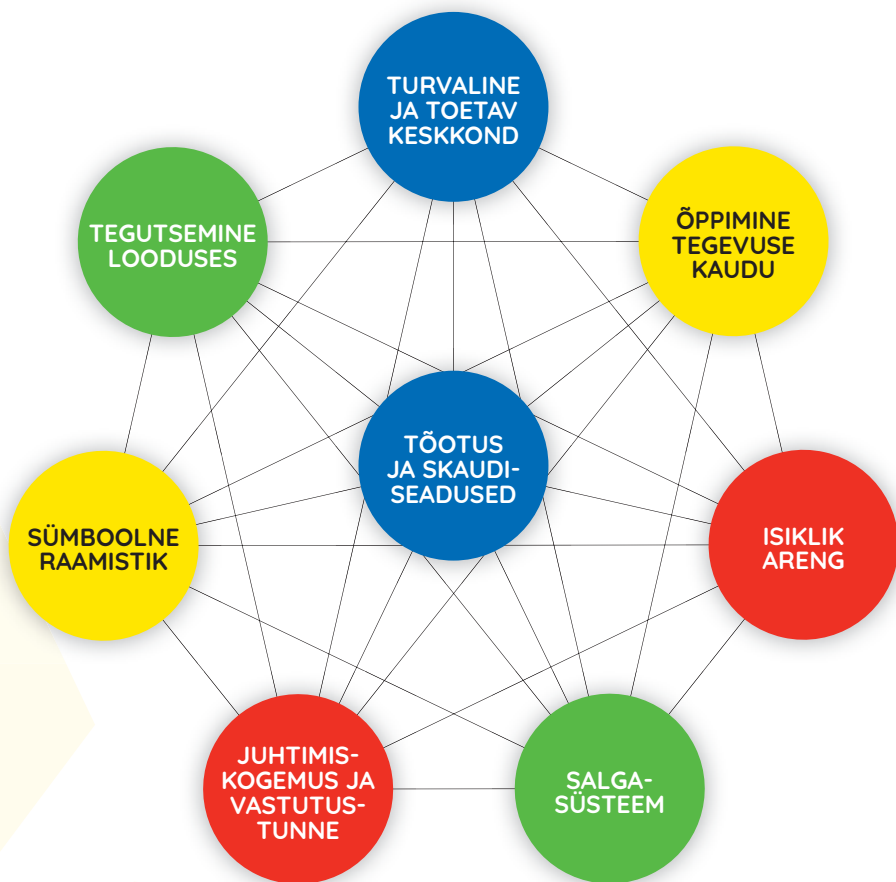 TURVALINE
JA TOETAV
KESKKOND
TEGUTSEMINE
LOODUSES
ÕPPIMINE
TEGEVUSE
KAUDU
TÕOTUS
JA SKAUDI-
SEADUSED
SÜMBOOLNE
RAAMISTIK
ISIKLIK
ARENG
JUHTIMIS-
KOGEMUS JA
VASTUTUS-
TUNNE
SALGA-
SÜSTEEM